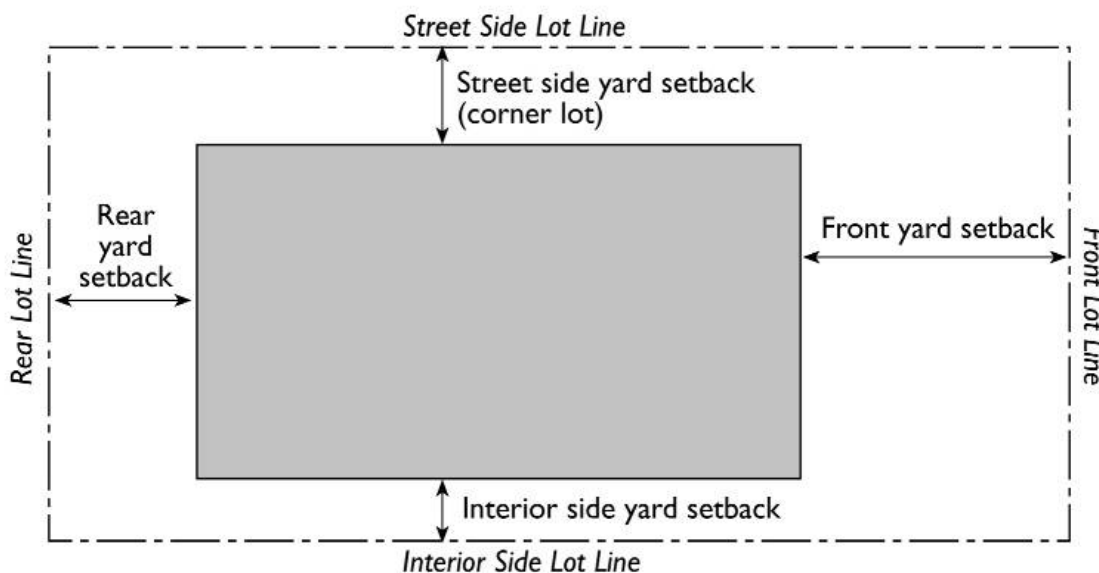 Street Side Lot Line
Street side yard setback
(corner lot)
Rear
yard
setback
Front yard setback
Rear Lot Line
Front Lot Line
Interior side yard setback
Interior Side Lot Line